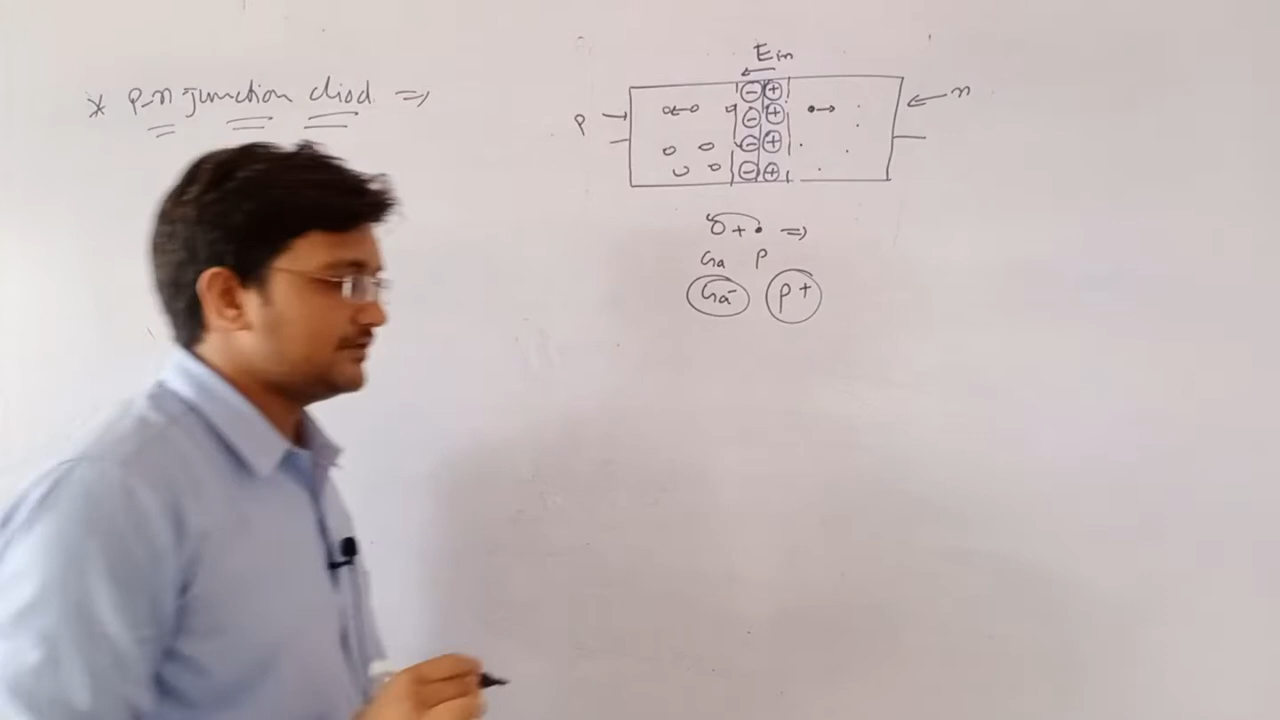 * P-n Junction diod ⇒
Ein
P →
← n
⊖ ⊕
⊖ ⊕
⊖ ⊕
⊖ ⊕
o + • ⇒
Ga P
Ga⁻ P+